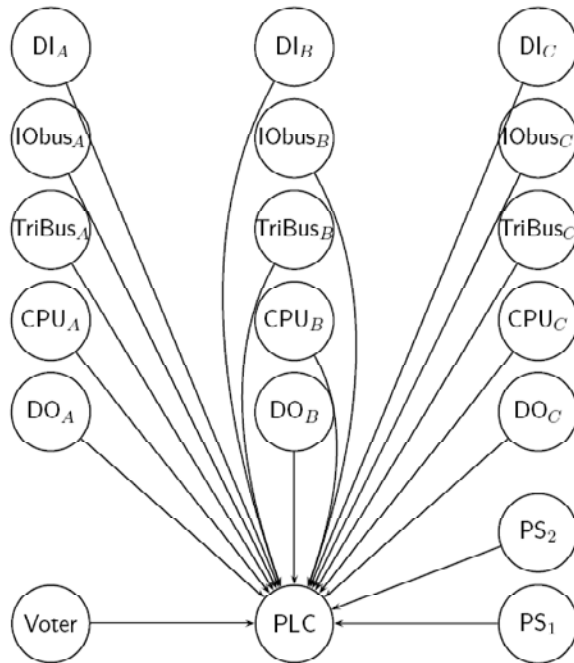 DI_A DI_B DI_C
IObus_A IObus_B IObus_C
TriBus_A TriBus_B TriBus_C
CPU_A CPU_B CPU_C
DO_A DO_B DO_C
PS_2
Voter PLC PS_1